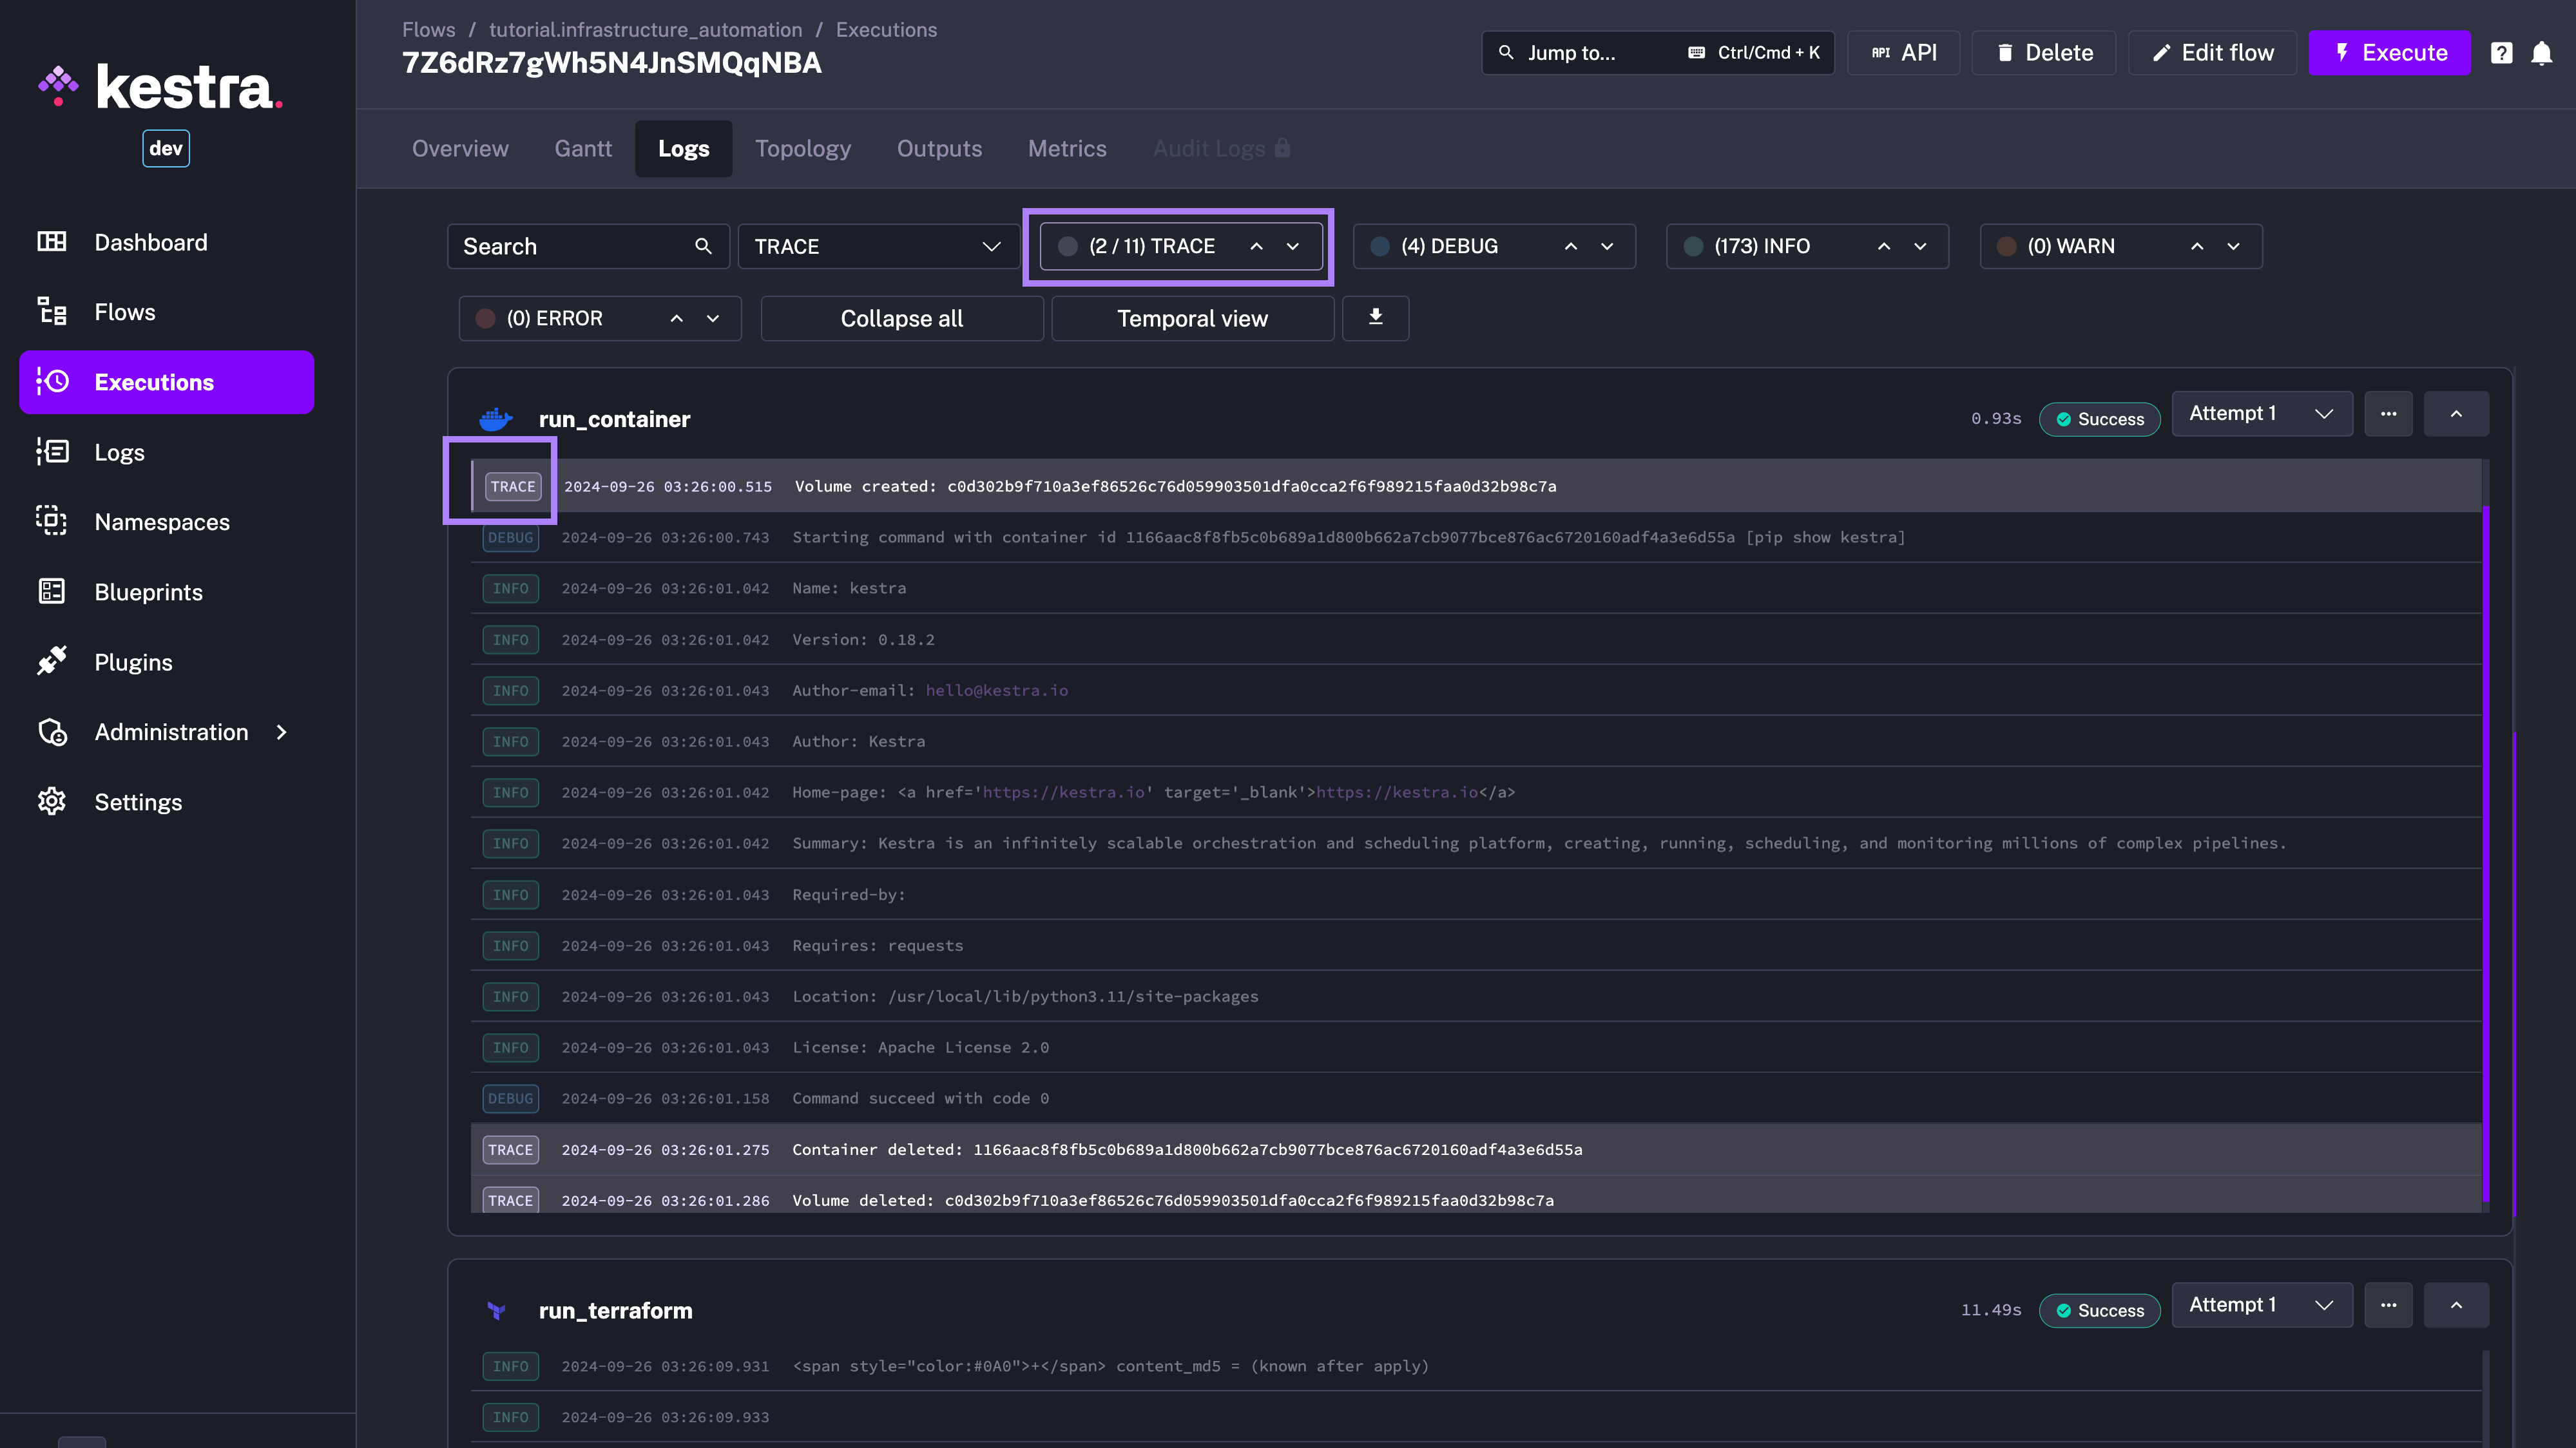 kestra.
dev
Dashboard
Flows
Executions
Logs
Namespaces
Blueprints
Plugins
Administration
Settings
Flows / tutorial.infrastructure_automation / Executions
7Z6dRz7gWh5N4JnSMQqNBA
Jump to... Ctrl/Cmd + K
API API
Delete
Edit flow
Execute
Overview Gantt Logs Topology Outputs Metrics Audit Logs
Search
TRACE
(2 / 11) TRACE
(4) DEBUG
(173) INFO
(0) WARN
(0) ERROR
Collapse all
Temporal view
run_container
0.93s Success Attempt 1
TRACE 2024-09-26 03:26:00.515 Volume created: c0d302b9f710a3ef86526c76d059903501dfa0cca2f6f989215faa0d32b98c7a
DEBUG 2024-09-26 03:26:00.743 Starting command with container id 1166aac8f8fb5c0b689a1d800b662a7cb9077bce876ac6720160adf4a3e6d55a [pip show kestra]
INFO 2024-09-26 03:26:01.042 Name: kestra
INFO 2024-09-26 03:26:01.042 Version: 0.18.2
INFO 2024-09-26 03:26:01.043 Author-email: hello@kestra.io
INFO 2024-09-26 03:26:01.043 Author: Kestra
INFO 2024-09-26 03:26:01.042 Home-page: <a href='https://kestra.io' target='_blank'>https://kestra.io</a>
INFO 2024-09-26 03:26:01.042 Summary: Kestra is an infinitely scalable orchestration and scheduling platform, creating, running, scheduling, and monitoring millions of complex pipelines.
INFO 2024-09-26 03:26:01.043 Required-by:
INFO 2024-09-26 03:26:01.043 Requires: requests
INFO 2024-09-26 03:26:01.043 Location: /usr/local/lib/python3.11/site-packages
INFO 2024-09-26 03:26:01.043 License: Apache License 2.0
DEBUG 2024-09-26 03:26:01.158 Command succeed with code 0
TRACE 2024-09-26 03:26:01.275 Container deleted: 1166aac8f8fb5c0b689a1d800b662a7cb9077bce876ac6720160adf4a3e6d55a
TRACE 2024-09-26 03:26:01.286 Volume deleted: c0d302b9f710a3ef86526c76d059903501dfa0cca2f6f989215faa0d32b98c7a
run_terraform
11.49s Success Attempt 1
INFO 2024-09-26 03:26:09.931 <span style="color:#0A0">+</span> content_md5 = (known after apply)
INFO 2024-09-26 03:26:09.933